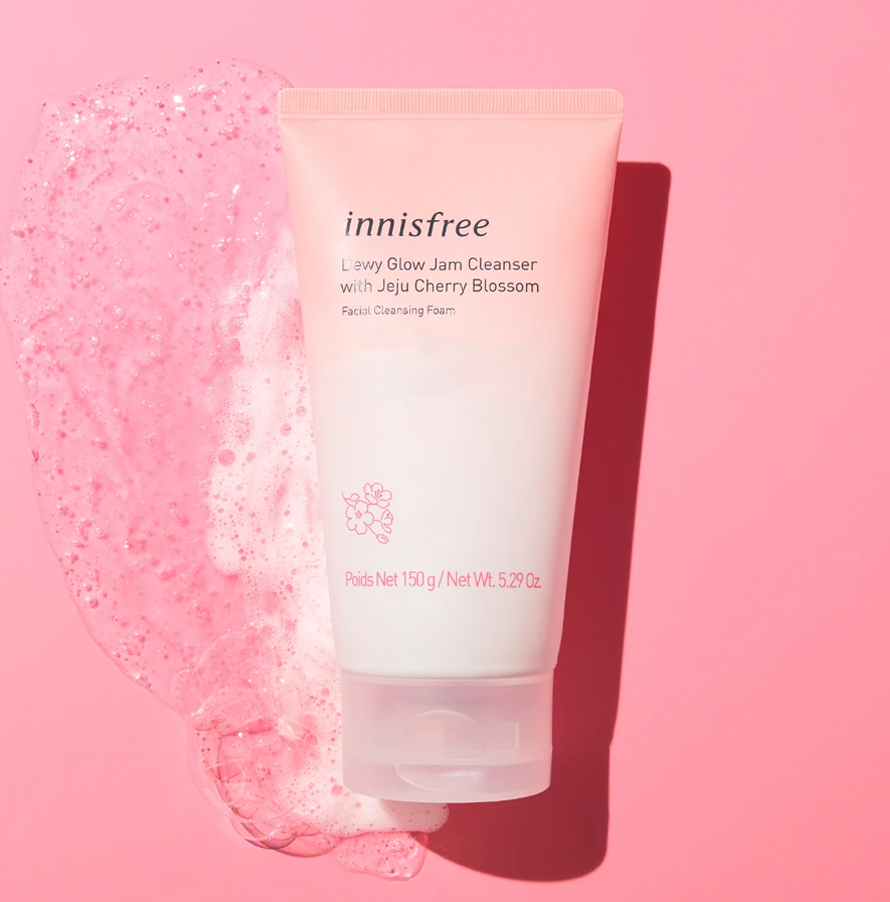 innisfree
Dewy Glow Jam Cleanser
with Jeju Cherry Blossom
Facial Cleansing Foam
Poids Net 150 g / Net Wt. 5.29 Oz.